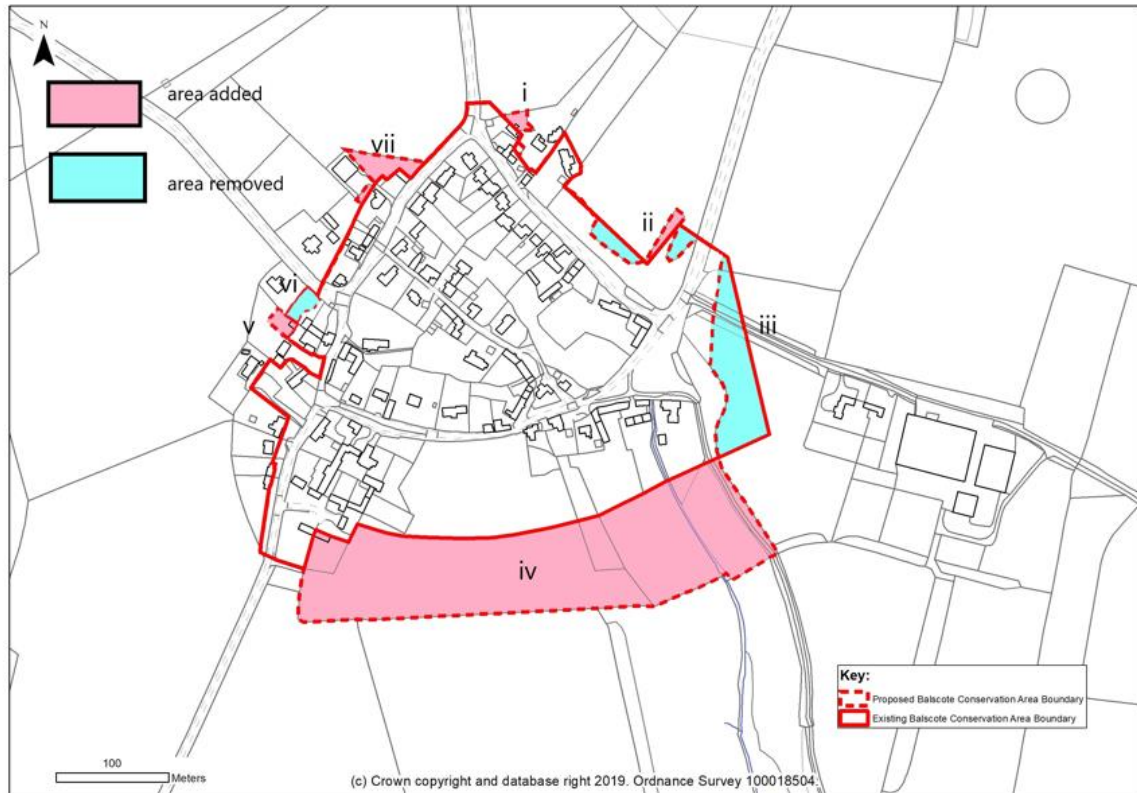 N
area added
area removed
i
vii
ii
vi
iii
v
iv
Key:
Proposed Balscote Conservation Area Boundary
Existing Balscote Conservation Area Boundary
100
Meters
(c) Crown copyright and database right 2019. Ordnance Survey 100018504.